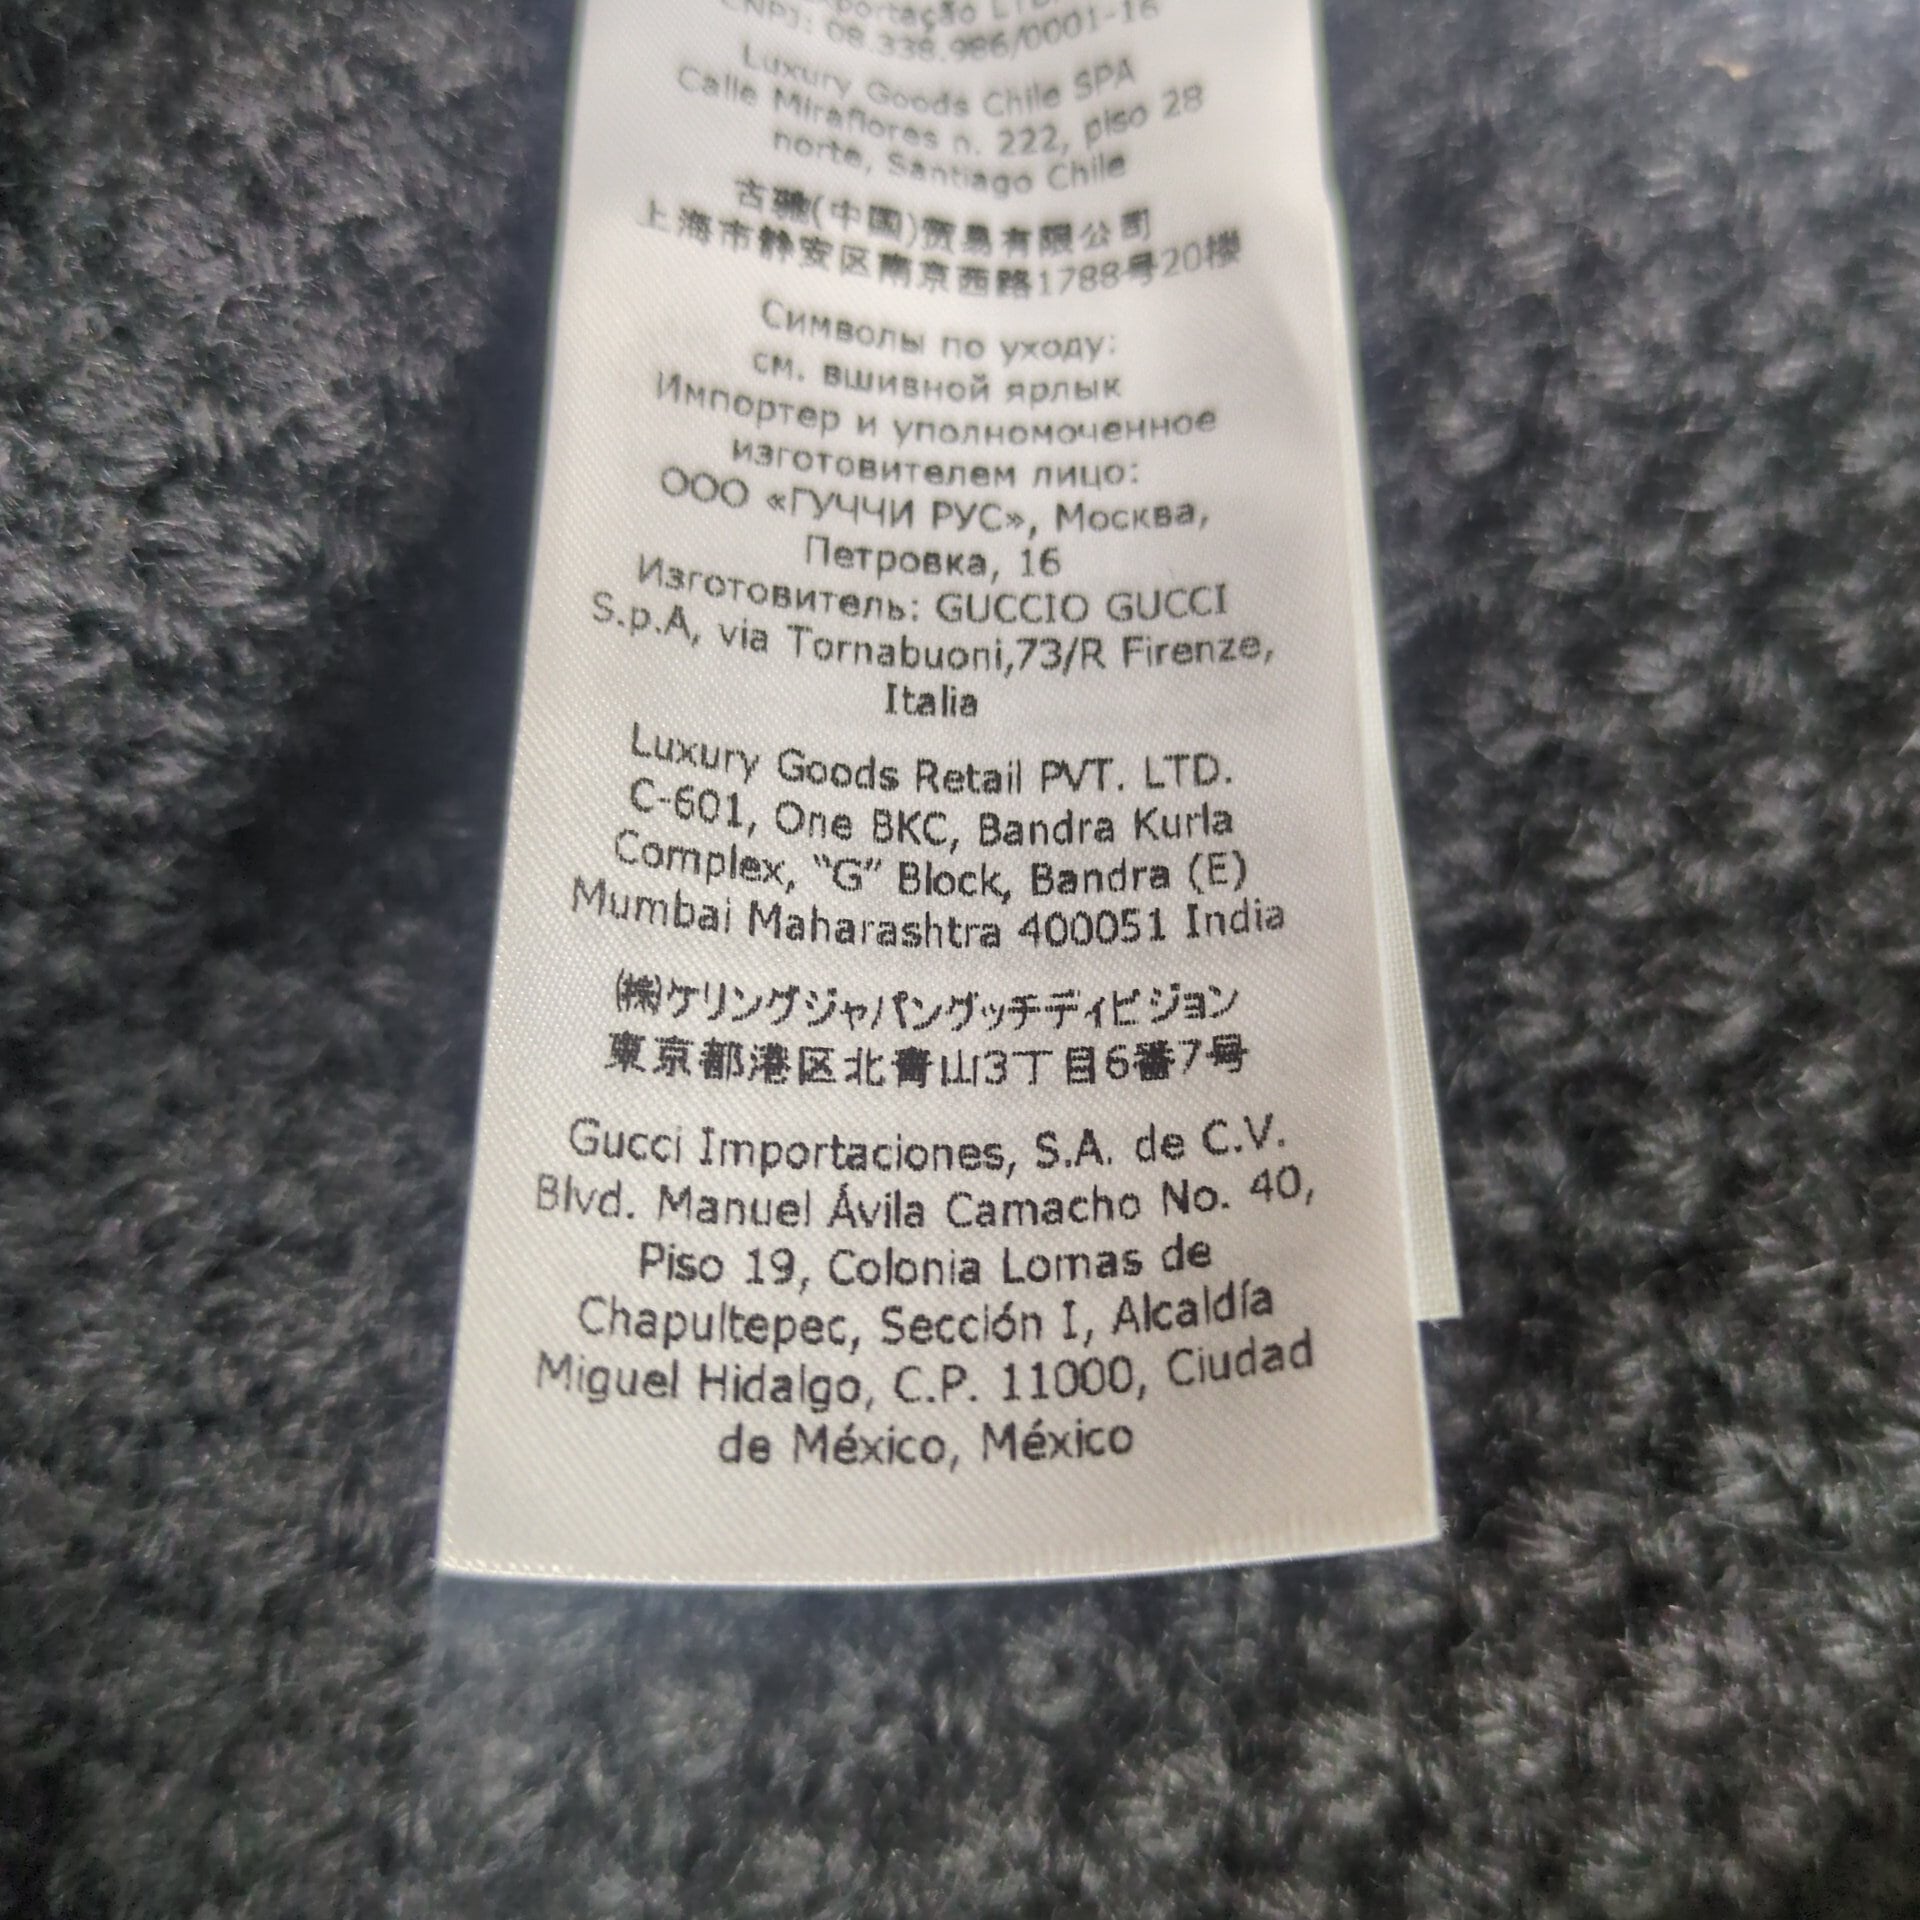 portação LTD
CNPJ: 08.338.986/0001-16
Luxury Goods Chile SPA
Calle Miraflores n. 222, piso 28
norte, Santiago Chile
古驰(中国)贸易有限公司
上海市静安区南京西路1788号20楼
Символы по уходу:
см. вшивной ярлык
Импортер и уполномоченное
изготовителем лицо:
ООО «ГУЧЧИ РУС», Москва,
Петровка, 16
Изготовитель: GUCCIO GUCCI
S.p.A, via Tornabuoni,73/R Firenze,
Italia
Luxury Goods Retail PVT. LTD.
C-601, One BKC, Bandra Kurla
Complex, “G” Block, Bandra (E)
Mumbai Maharashtra 400051 India
㈱ケリングジャパングッチディビジョン
東京都港区北青山3丁目6番7号
Gucci Importaciones, S.A. de C.V.
Blvd. Manuel Ávila Camacho No. 40,
Piso 19, Colonia Lomas de
Chapultepec, Sección I, Alcaldía
Miguel Hidalgo, C.P. 11000, Ciudad
de México, México